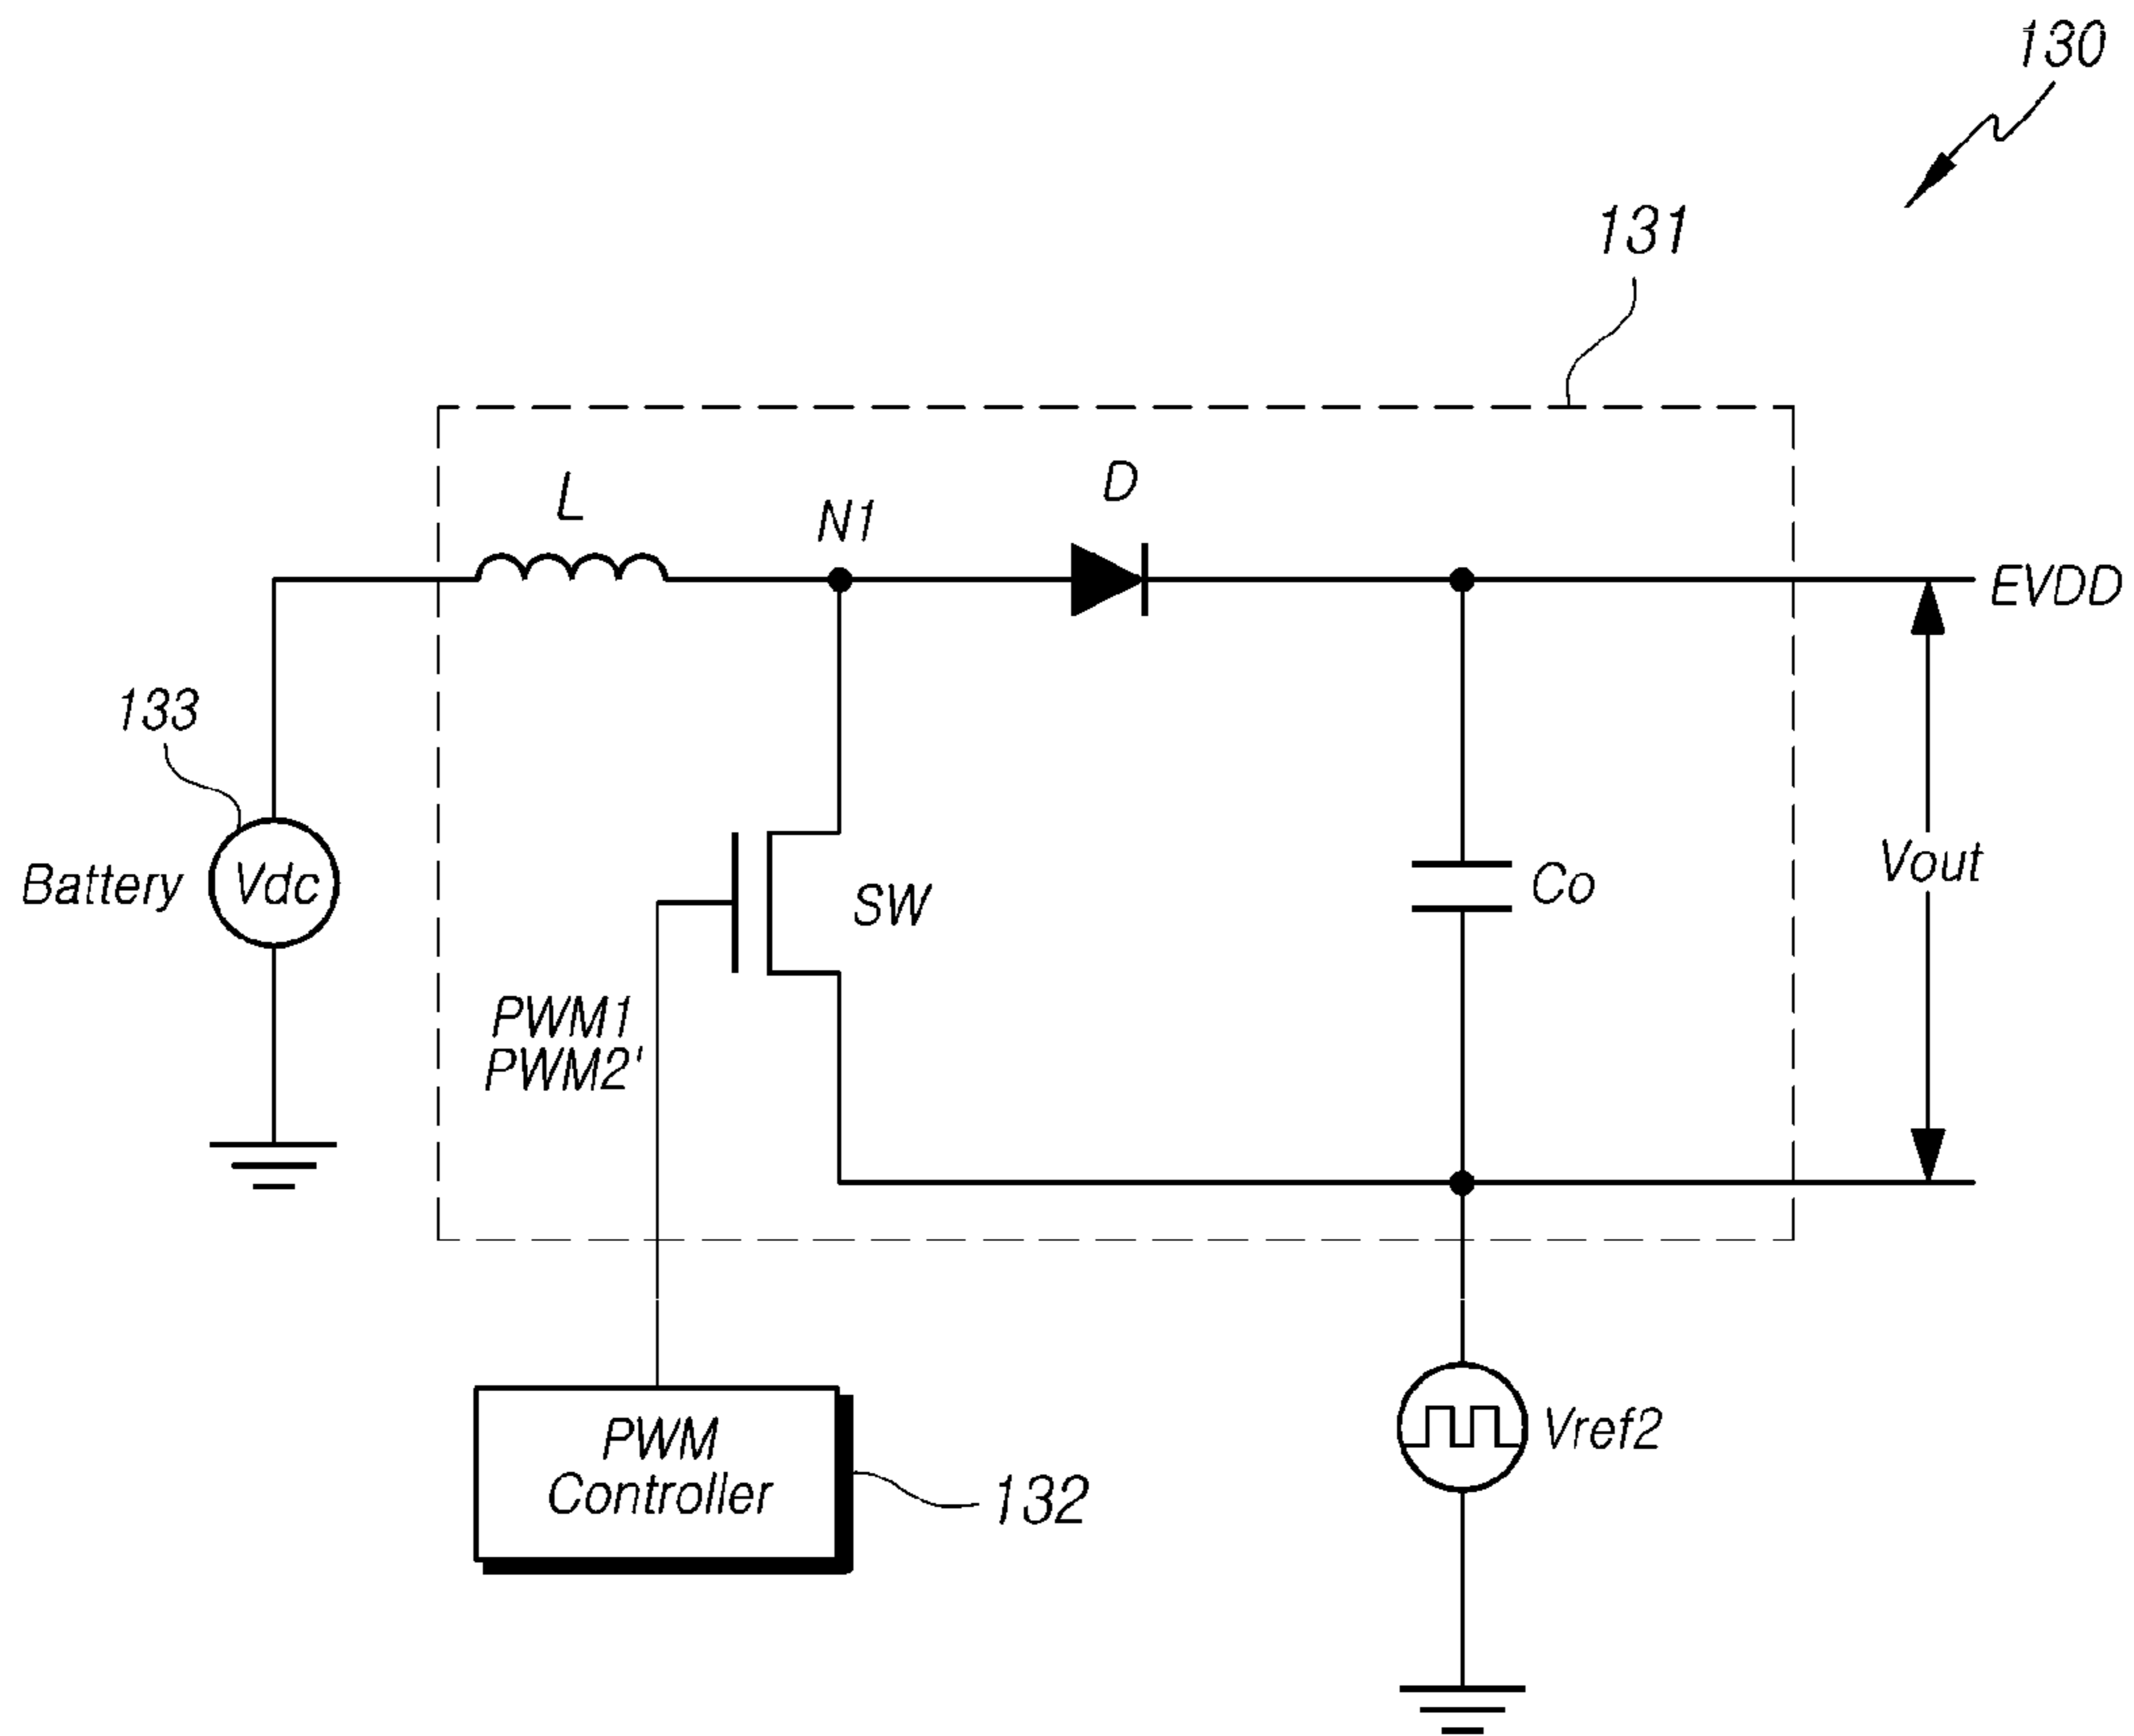 130
131
L
N1
D
EVDD
133
Battery
Vdc
SW
Co
Vout
PWM1
PWM2'
PWM
Controller
132
Vref2